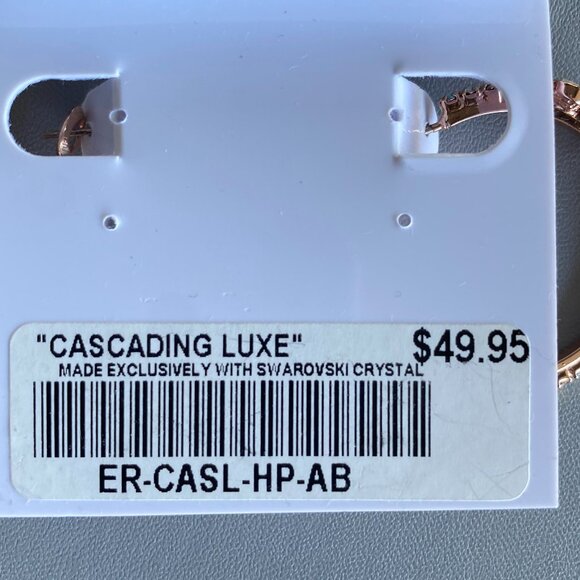 "CASCADING LUXE" $49.95
MADE EXCLUSIVELY WITH SWAROVSKI CRYSTAL
ER-CASL-HP-AB